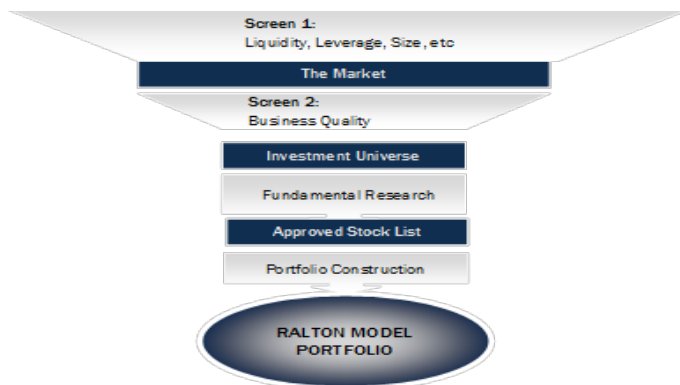 Screen 1:
Liquidity, Leverage, Size, etc
The Market
Screen 2:
Business Quality
Investment Universe
Fundamental Research
Approved Stock List
Portfolio Construction
RALTON MODEL
PORTFOLIO